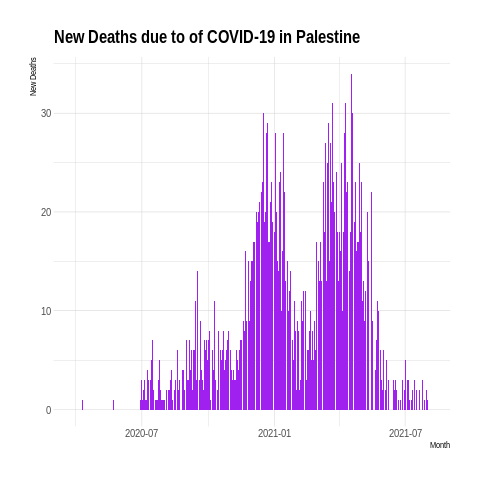 New Deaths due to of COVID-19 in Palestine
New Deaths
30
20
10
0
2020-07
2021-01
2021-07
Month